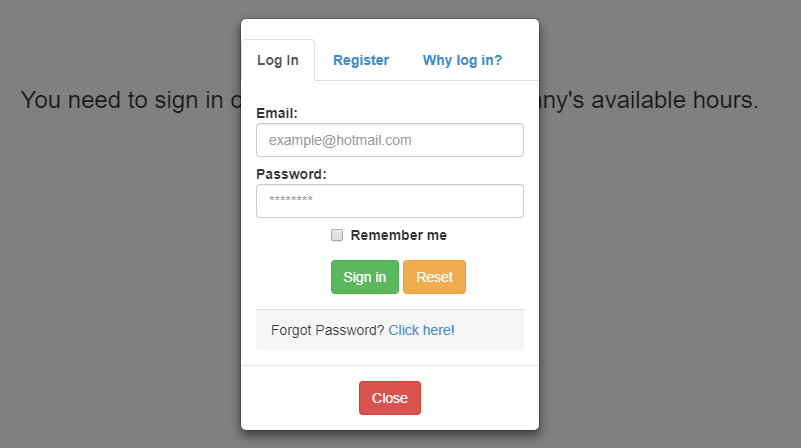 Log In Register Why log in?
You need to sign in any's available hours.
Email:
example@hotmail.com
Password:
********
Remember me
Sign in Reset
Forgot Password? Click here!
Close